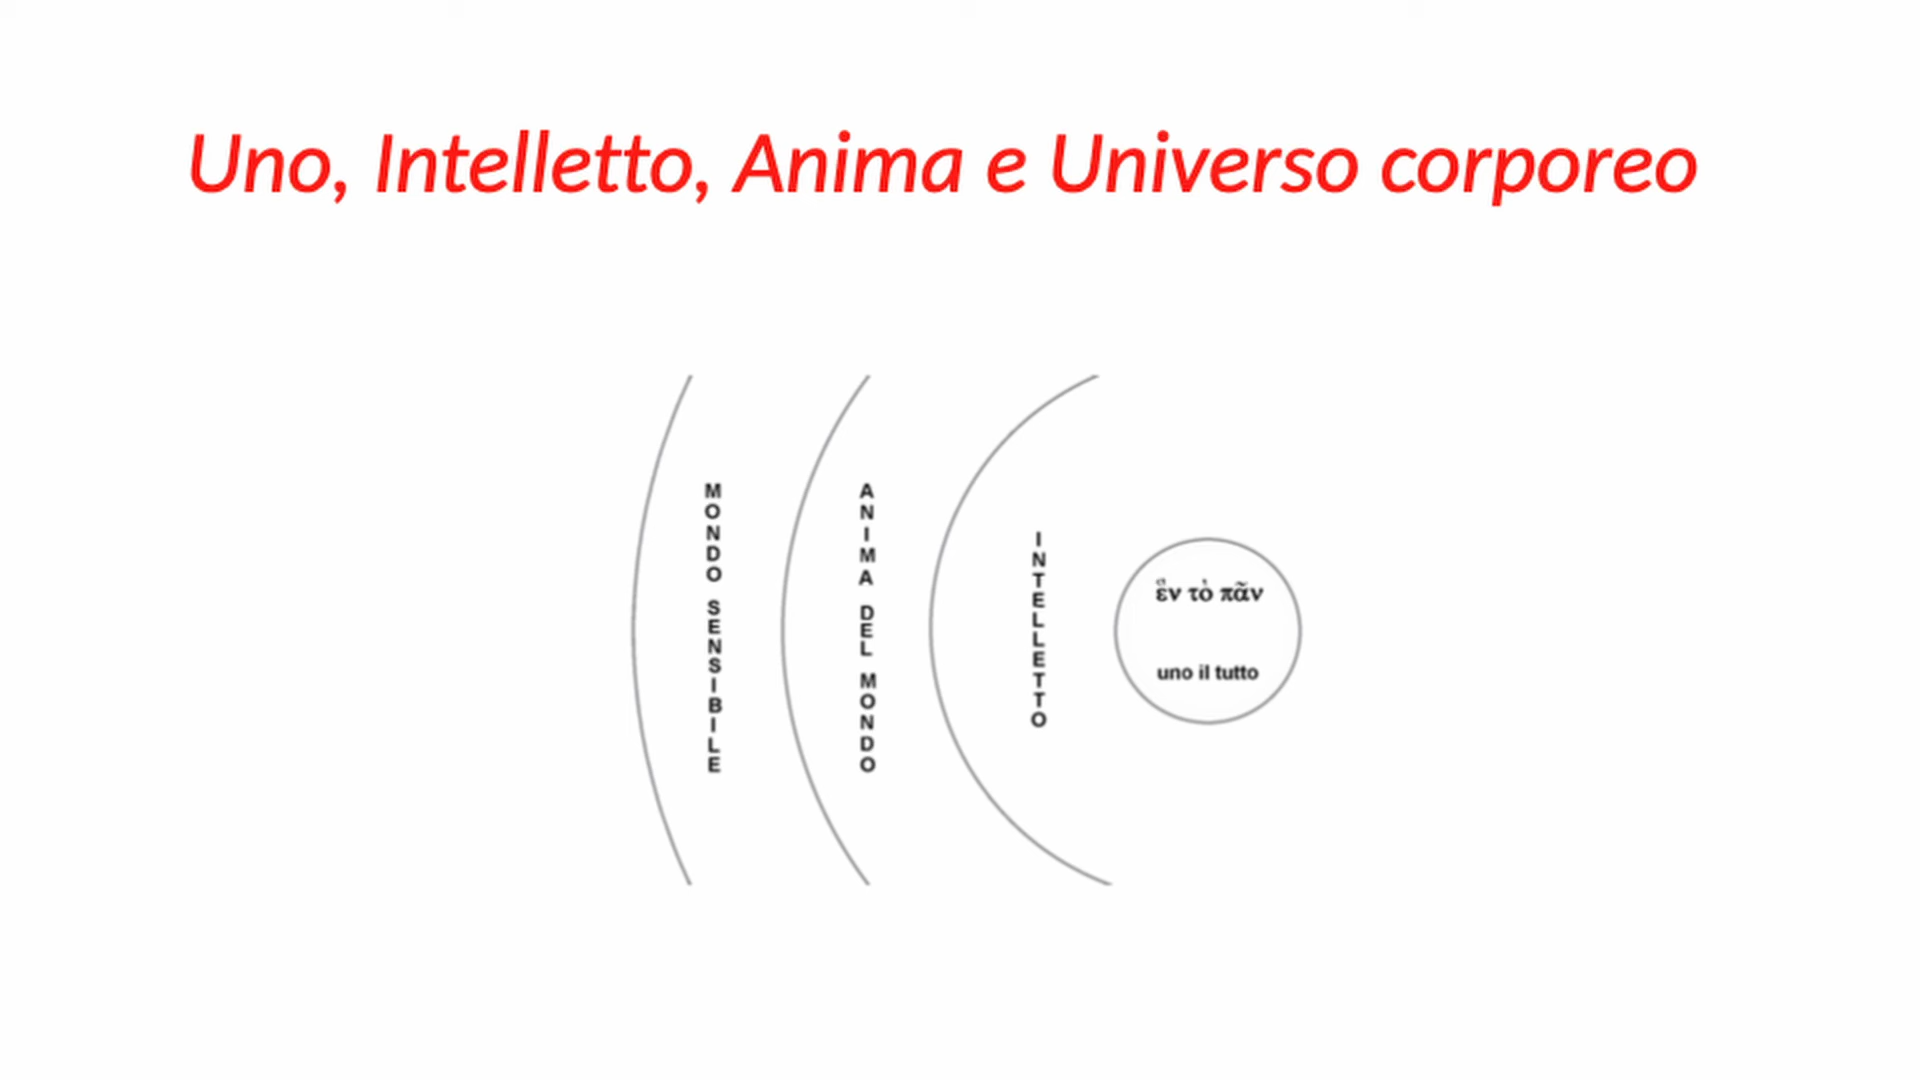 Uno, Intelletto, Anima e Universo corporeo
MONDO SENSIBILE
ANIMA DEL MONDO
INTELLETTO
ἓν τὸ πᾶν
uno il tutto